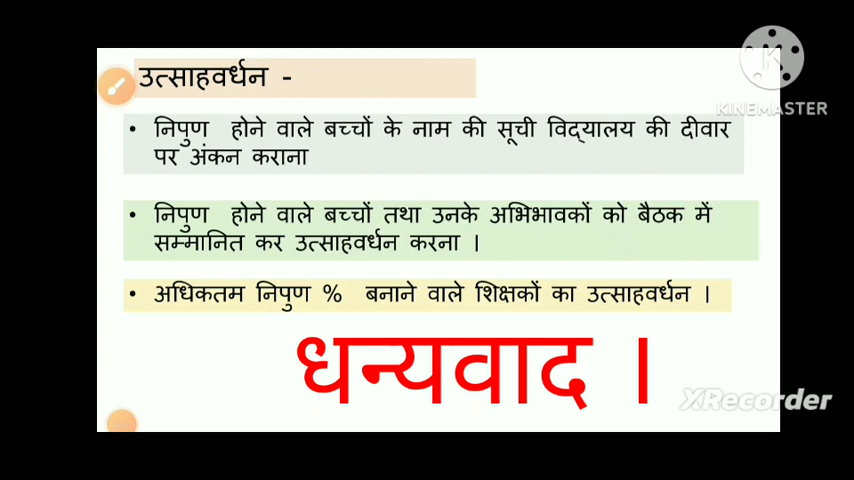 उत्साहवर्धन -
K
KINEMASTER
• निपुण होने वाले बच्चों के नाम की सूची विद्यालय की दीवार
पर अंकन कराना
• निपुण होने वाले बच्चों तथा उनके अभिभावकों को बैठक में
सम्मानित कर उत्साहवर्धन करना ।
• अधिकतम निपुण % बनाने वाले शिक्षकों का उत्साहवर्धन ।
धन्यवाद ।
XRecorder